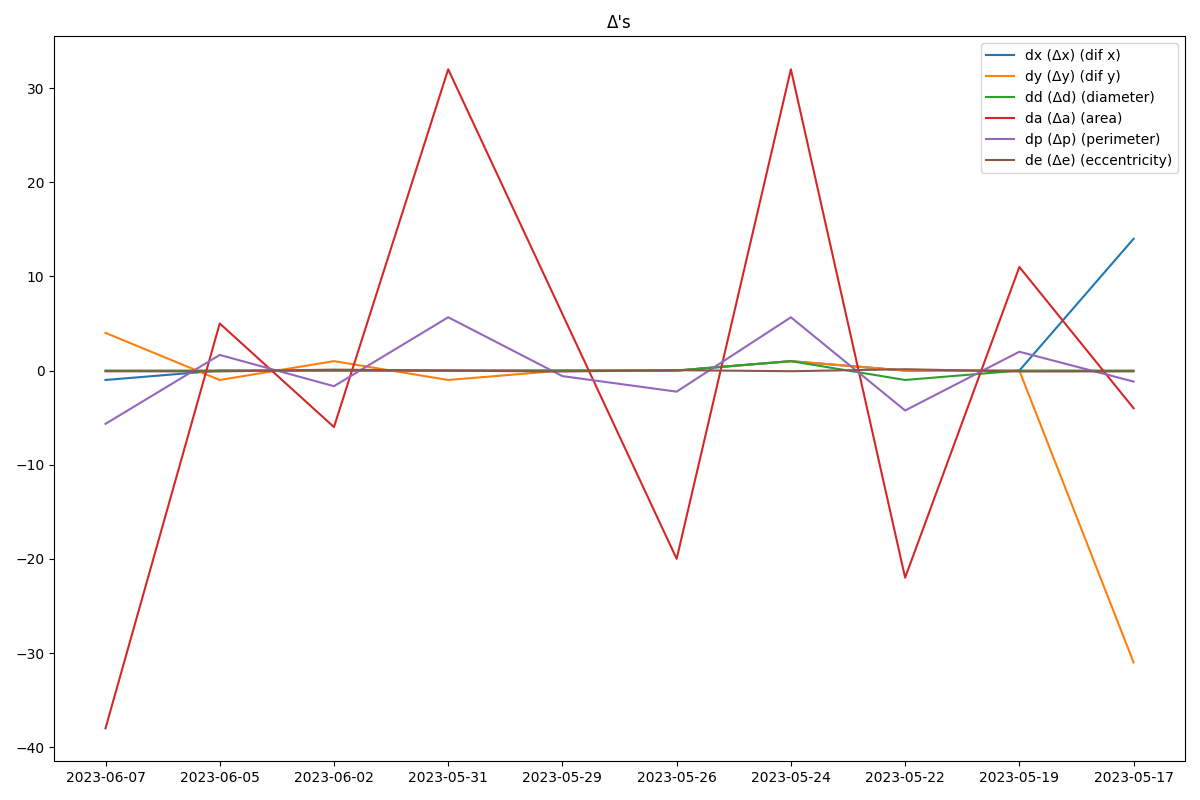 Δ's
dx (Δx) (dif x)
dy (Δy) (dif y)
dd (Δd) (diameter)
da (Δa) (area)
dp (Δp) (perimeter)
de (Δe) (eccentricity)
30
20
10
0
−10
−20
−30
−40
2023-06-07 2023-06-05 2023-06-02 2023-05-31 2023-05-29 2023-05-26 2023-05-24 2023-05-22 2023-05-19 2023-05-17